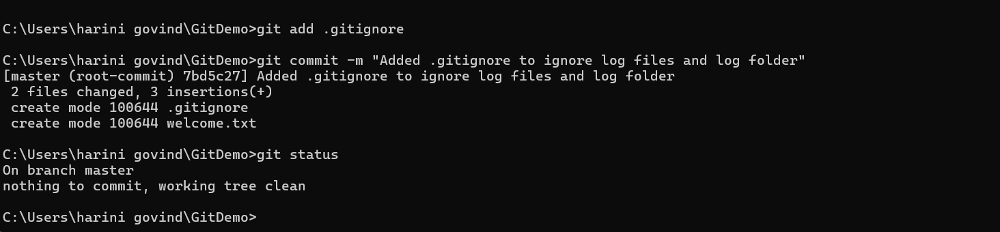 C:\Users\harini govind\GitDemo>git add .gitignore
C:\Users\harini govind\GitDemo>git commit -m "Added .gitignore to ignore log files and log folder"
[master (root-commit) 7bd5c27] Added .gitignore to ignore log files and log folder
2 files changed, 3 insertions(+)
create mode 100644 .gitignore
create mode 100644 welcome.txt
C:\Users\harini govind\GitDemo>git status
On branch master
nothing to commit, working tree clean
C:\Users\harini govind\GitDemo>